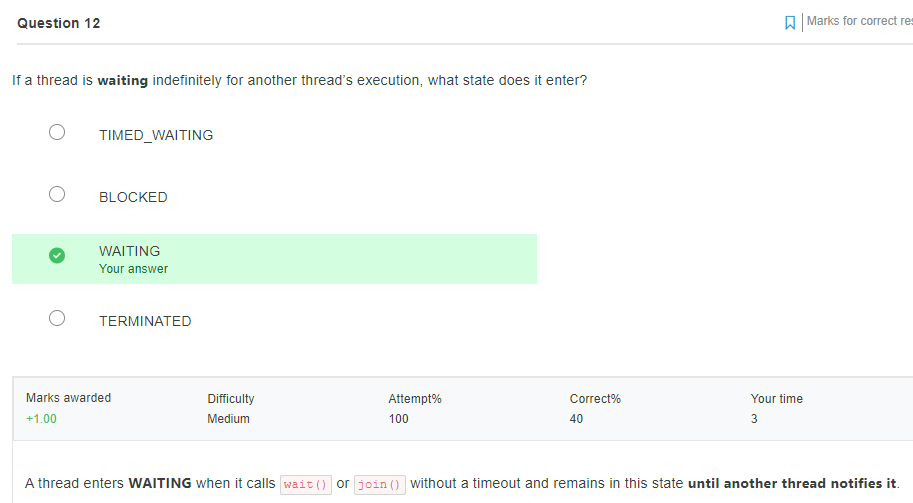 Question 12
Marks for correct res
If a thread is waiting indefinitely for another thread's execution, what state does it enter?
TIMED_WAITING
BLOCKED
WAITING
Your answer
TERMINATED
Marks awarded Difficulty Attempt% Correct% Your time
+1.00 Medium 100 40 3
A thread enters WAITING when it calls wait() or join() without a timeout and remains in this state until another thread notifies it.